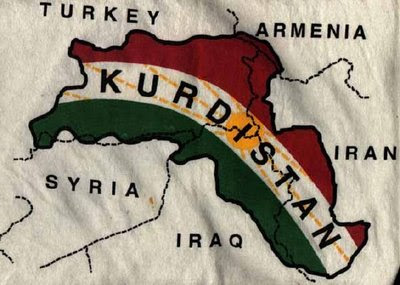 TURKEY
ARMENIA
KURDISTAN
IRAN
SYRIA
IRAQ